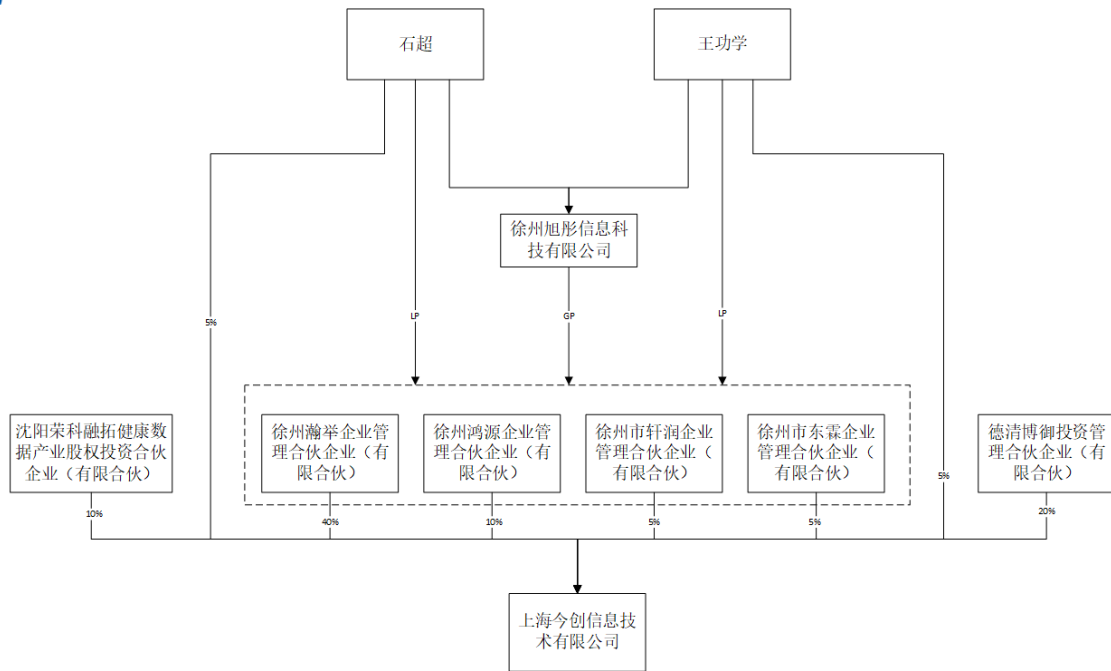 石超
王功学
徐州旭彤信息科
技有限公司
5%
LP
GP
LP
5%
沈阳荣科融拓健康数
据产业股权投资合伙
企业（有限合伙）
徐州瀚举企业管
理合伙企业（有
限合伙）
徐州鸿源企业管
理合伙企业（有
限合伙）
徐州市轩润企业
管理合伙企业（
有限合伙）
徐州市东霖企业
管理合伙企业（
有限合伙）
德清博御投资管
理合伙企业（有
限合伙）
10%
40%
10%
5%
5%
20%
上海今创信息技
术有限公司